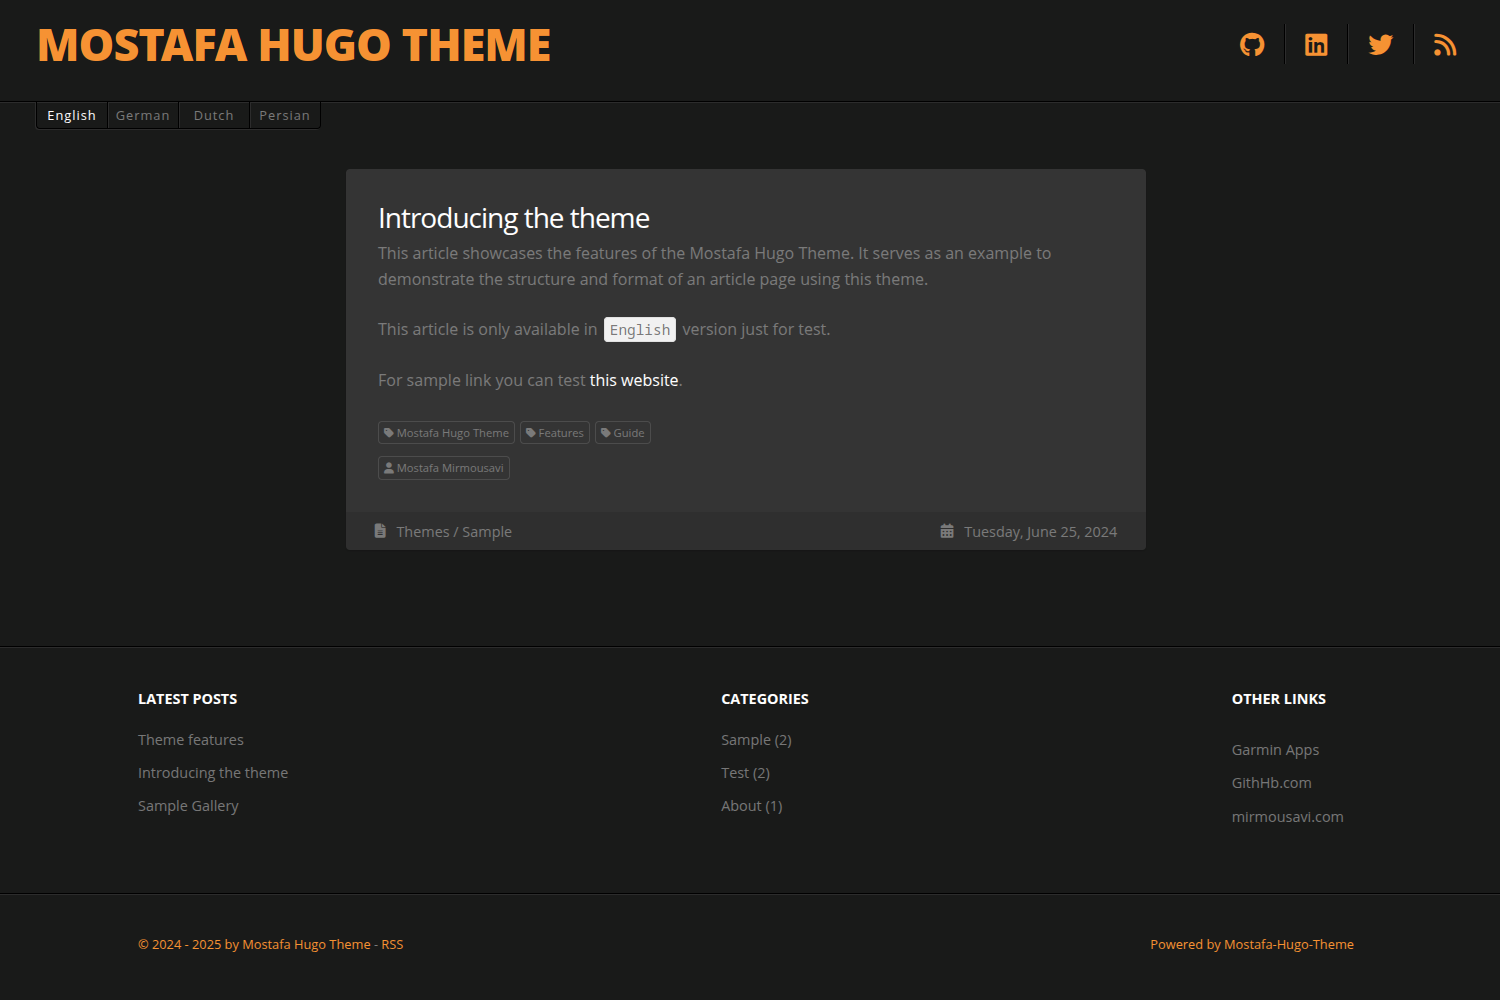 MOSTAFA HUGO THEME
English German Dutch Persian
Introducing the theme
This article showcases the features of the Mostafa Hugo Theme. It serves as an example to
demonstrate the structure and format of an article page using this theme.
This article is only available in English version just for test.
For sample link you can test this website.
Mostafa Hugo Theme Features Guide
Mostafa Mirmousavi
Themes / Sample
Tuesday, June 25, 2024
LATEST POSTS
Theme features
Introducing the theme
Sample Gallery
CATEGORIES
Sample (2)
Test (2)
About (1)
OTHER LINKS
Garmin Apps
GithHb.com
mirmousavi.com
© 2024 - 2025 by Mostafa Hugo Theme - RSS
Powered by Mostafa-Hugo-Theme